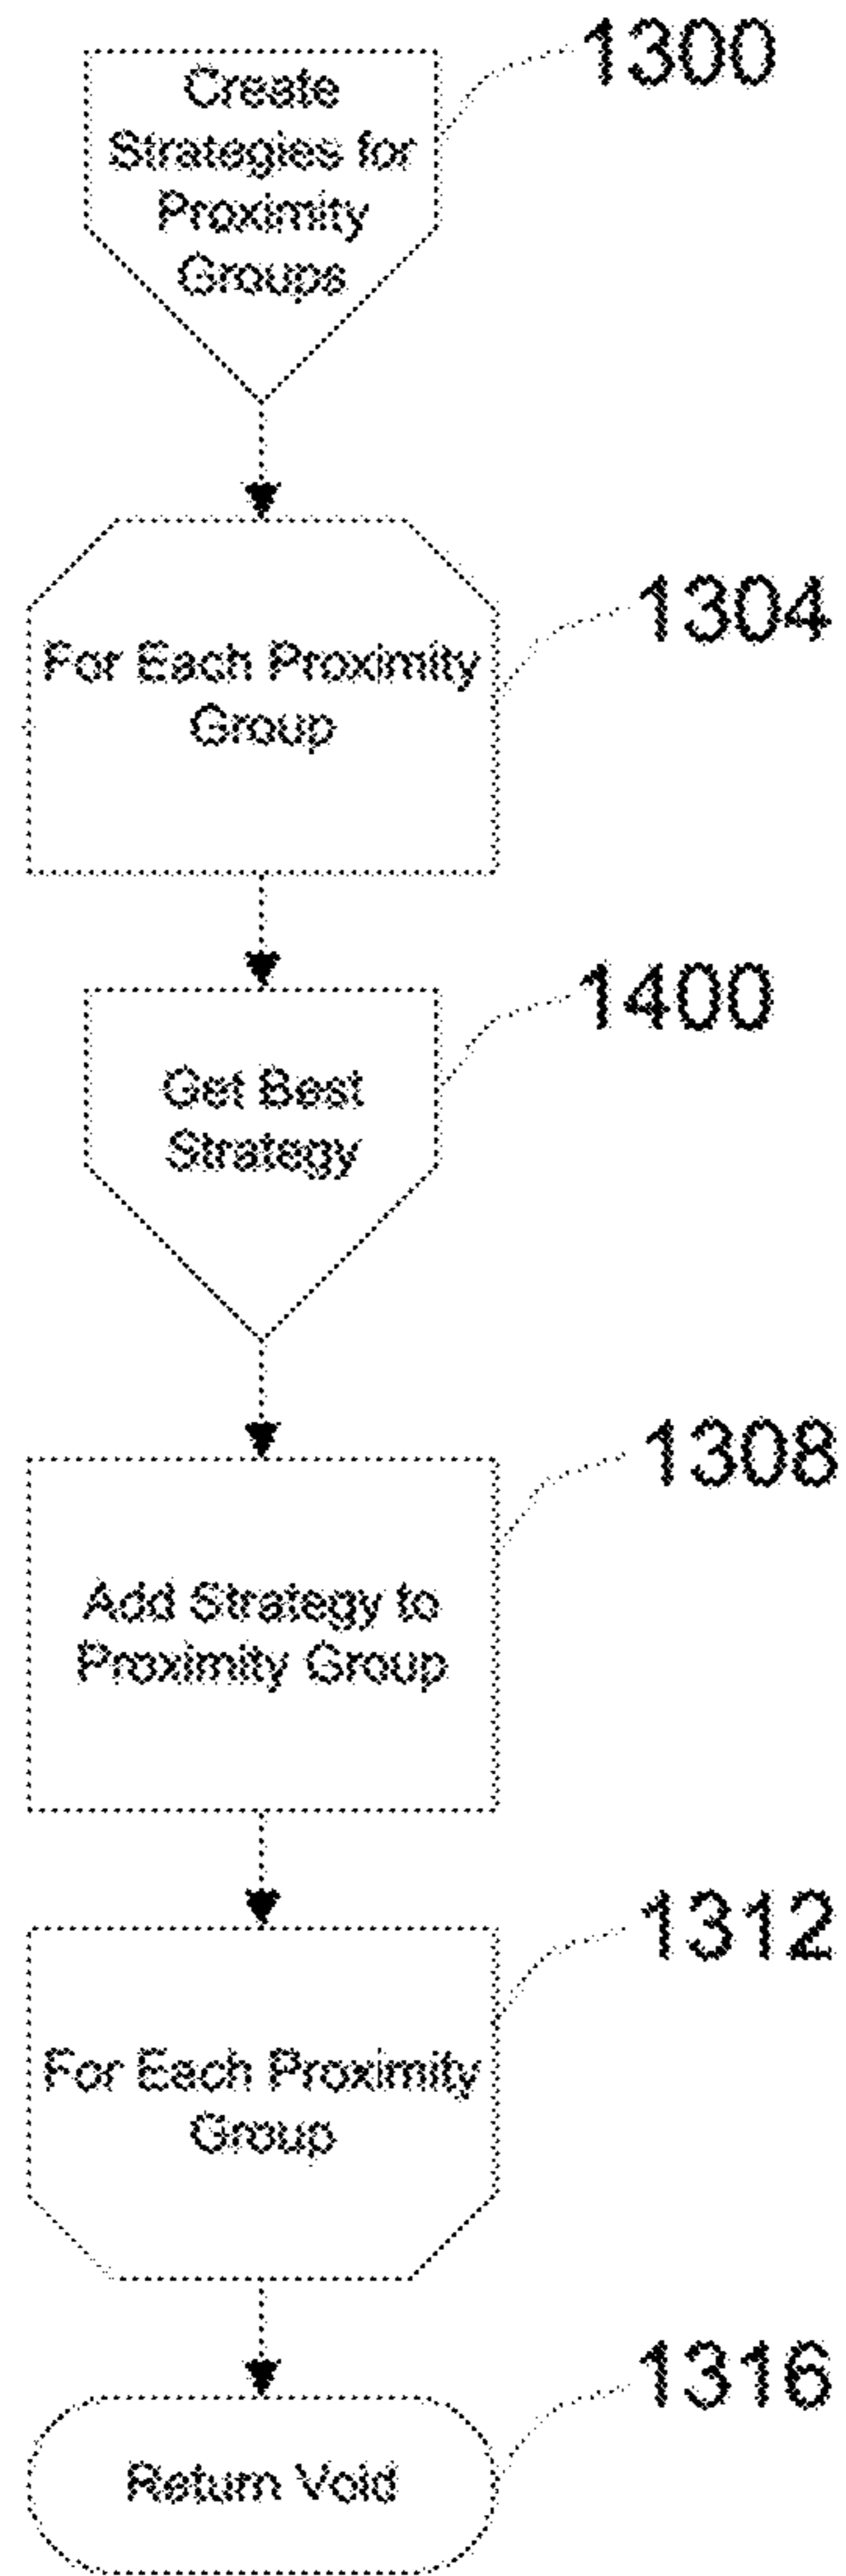 1300
Create
Strategies for
Proximity
Groups
1304
For Each Proximity
Group
1400
Get Best
Strategy
1308
Add Strategy to
Proximity Group
1312
For Each Proximity
Group
1316
Return Void